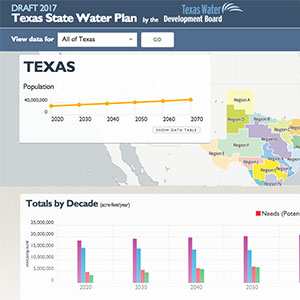 DRAFT 2017
Texas State Water Plan by the
Texas Water
Development Board
View data for
All of Texas
GO
TEXAS
Population
40,000,000
0
2020 2030 2040 2050 2060 2070
SHOW DATA TABLE
Region A
Totals by Decade (acre-feet/year)
Needs (Poten
25,000,000
20,000,000
15,000,000
10,000,000
5,000,000
0
2020 2030 2040 2050